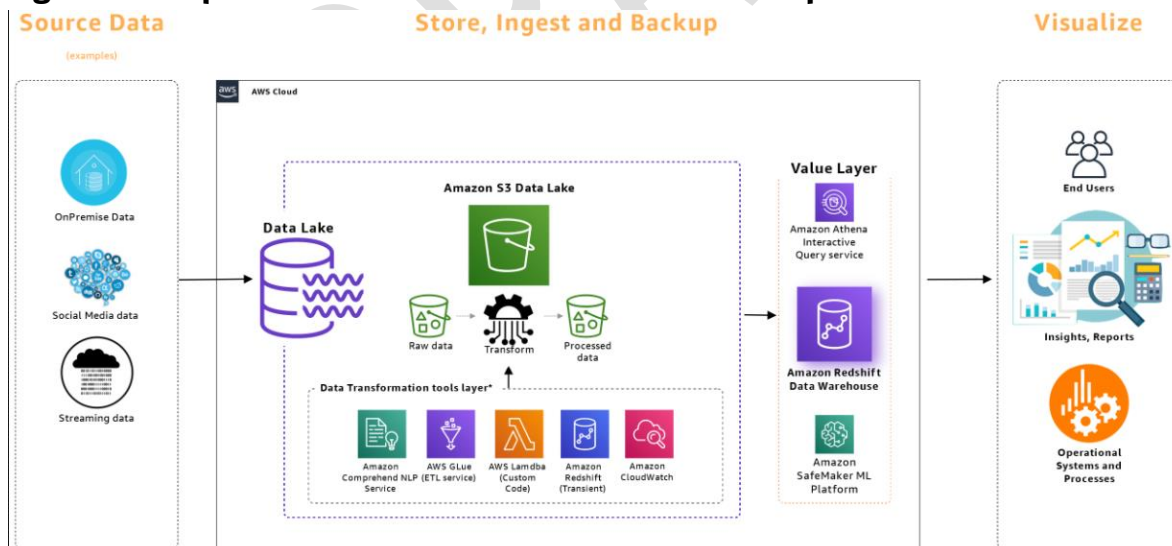 Source Data
Store, Ingest and Backup
Visualize
(examples)
aws
AWS Cloud
OnPremise Data
Social Media data
Streaming data
Data Lake
Amazon S3 Data Lake
Raw data
Transform
Processed
data
Data Transformation tools layer*
Amazon
Comprehend NLP
Service
AWS GLue
(ETL service)
AWS Lamdba
(Custom
Code)
Amazon
Redshift
(Transient)
Amazon
CloudWatch
Value Layer
Amazon Athena
Interactive
Query service
Amazon Redshift
Data Warehouse
Amazon
SafeMaker ML
Platform
End Users
Insights, Reports
Operational
Systems and
Processes